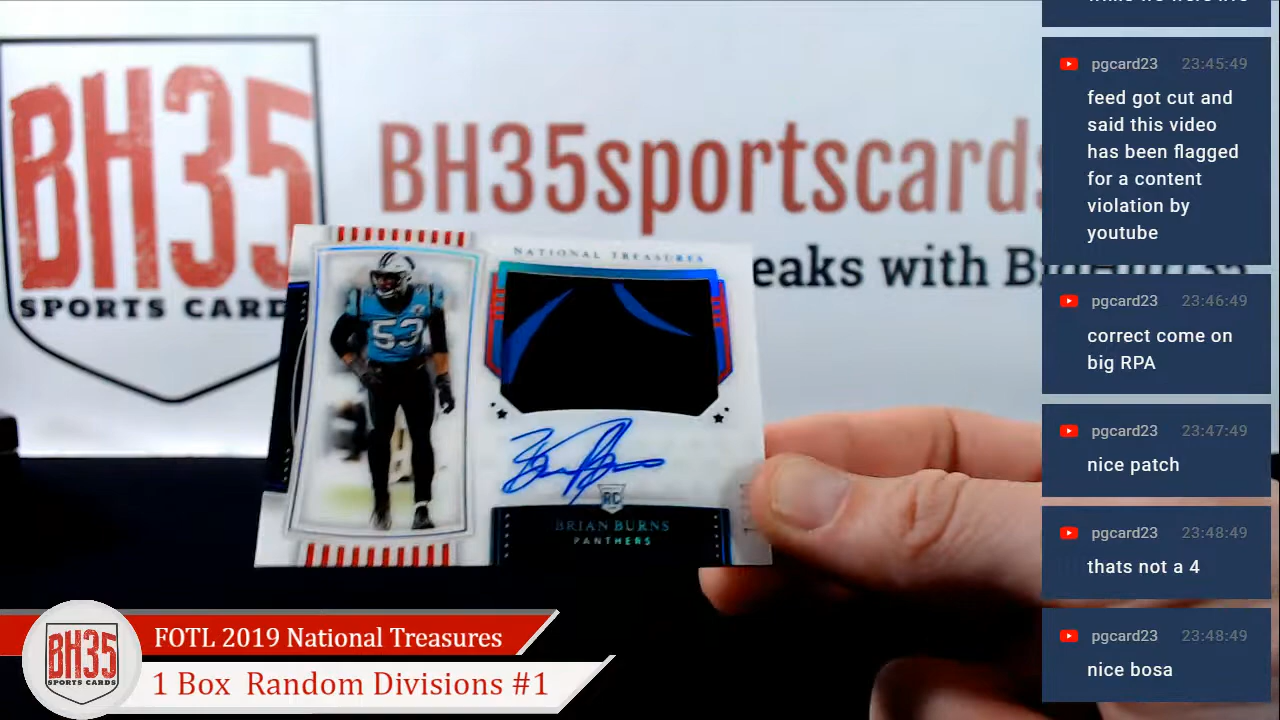 BH35
SPORTS CARD
BH35sportscards
eaks with B
NATIONAL TREASURES
53
RC
BRIAN BURNS
PANTHERS
BH35
SPORTS CARDS
FOTL 2019 National Treasures
1 Box Random Divisions #1
pgcard23 23:45:49
feed got cut and
said this video
has been flagged
for a content
violation by
youtube
pgcard23 23:46:49
correct come on
big RPA
pgcard23 23:47:49
nice patch
pgcard23 23:48:49
thats not a 4
pgcard23 23:48:49
nice bosa